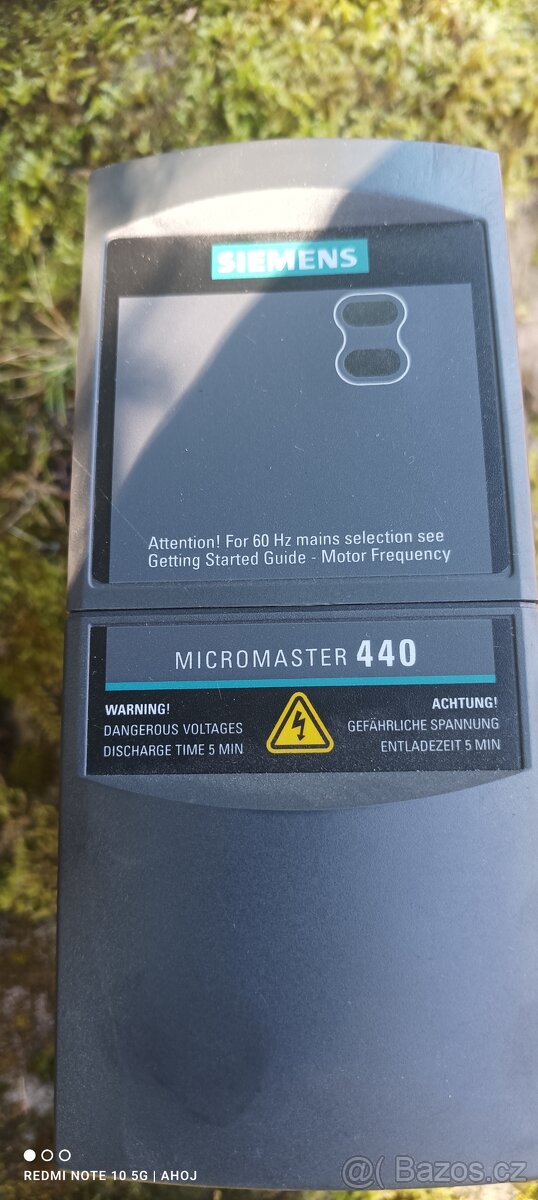 SIEMENS
Attention! For 60 Hz mains selection see
Getting Started Guide - Motor Frequency
MICROMASTER 440
WARNING!
DANGEROUS VOLTAGES
DISCHARGE TIME 5 MIN
ACHTUNG!
GEFÄHRLICHE SPANNUNG
ENTLADEZEIT 5 MIN
REDMI NOTE 10 5G | AHOJ
@ Bazos.cz